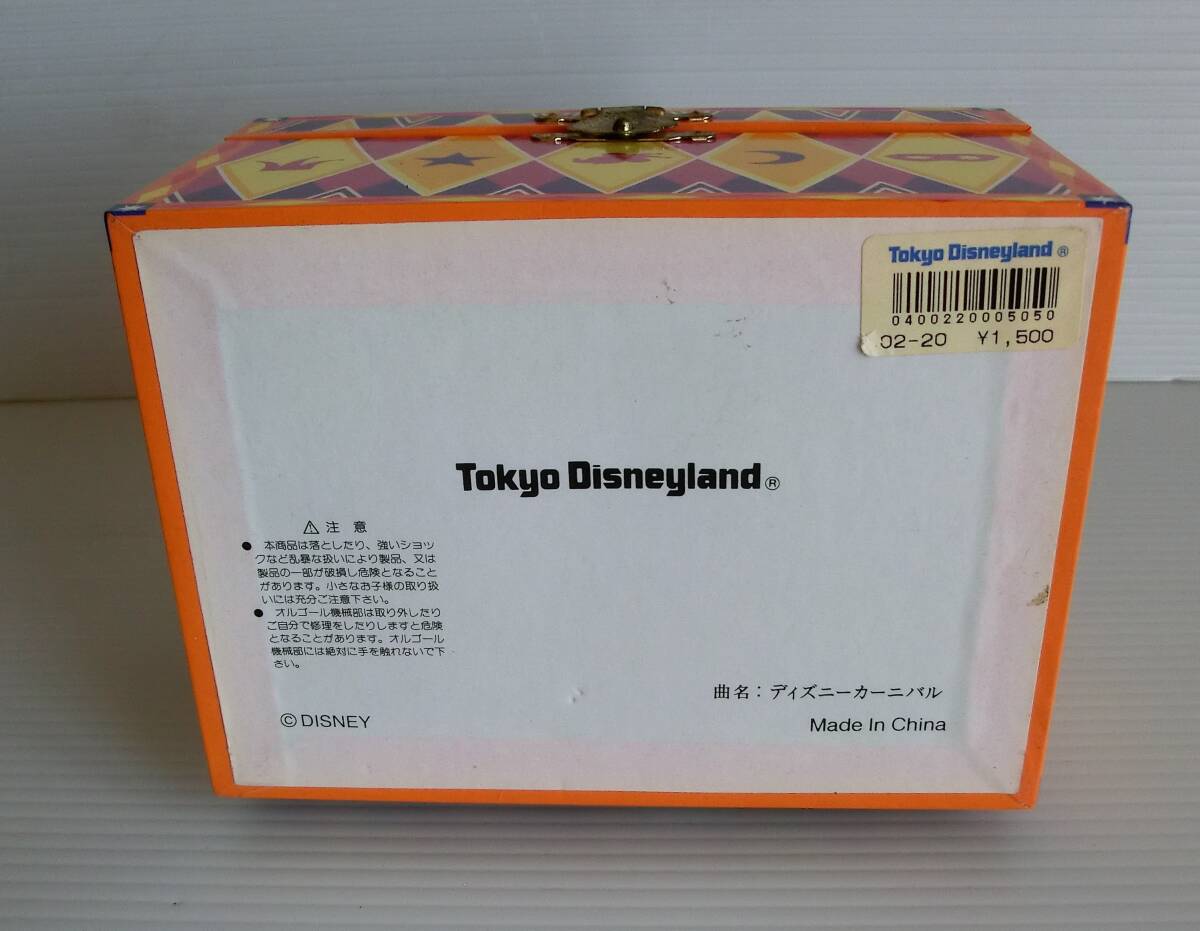 Tokyo Disneyland ®
0400220005050
02-20 ¥1,500
Tokyo Disneyland®
⚠ 注 意
● 本商品は落としたり、強いショッ
クなど乱暴な扱いにより製品、又は
製品の一部が破損し危険となること
があります。小さなお子様の取り扱
いには充分ご注意下さい。
● オルゴール機械部は取り外したり
ご自分で修理をしたりしますと危険
となることがあります。オルゴール
機械部には絶対に手を触れないで下
さい。
曲名：ディズニーカーニバル
©DISNEY
Made In China